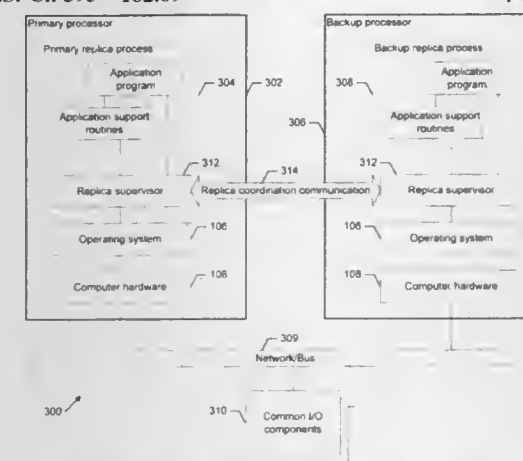 Primary processor
Backup processor
Primary replica process
Backup replica process
Application program
304
302
308
Application program
Application support routines
306
Application support routines
312
314
312
Replica supervisor
Replica coordination communication
Replica supervisor
106
106
Operating system
Operating system
108
108
Computer hardware
Computer hardware
309
Network/Bus
300
310
Common I/O components